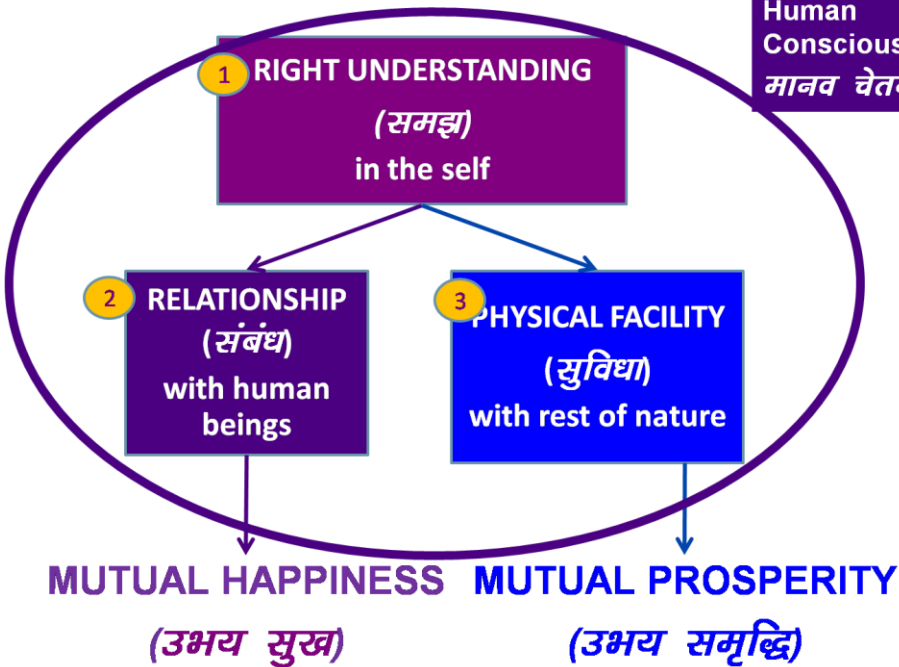 Human
1
RIGHT UNDERSTANDING
(समझ)
in the self
2
RELATIONSHIP
(संबंध)
with human
beings
3
PHYSICAL FACILITY
(सुविधा)
with rest of nature
मानव
MUTUAL HAPPINESS
(उभय सुख)
MUTUAL PROSPERITY
(उभय समृद्धि)